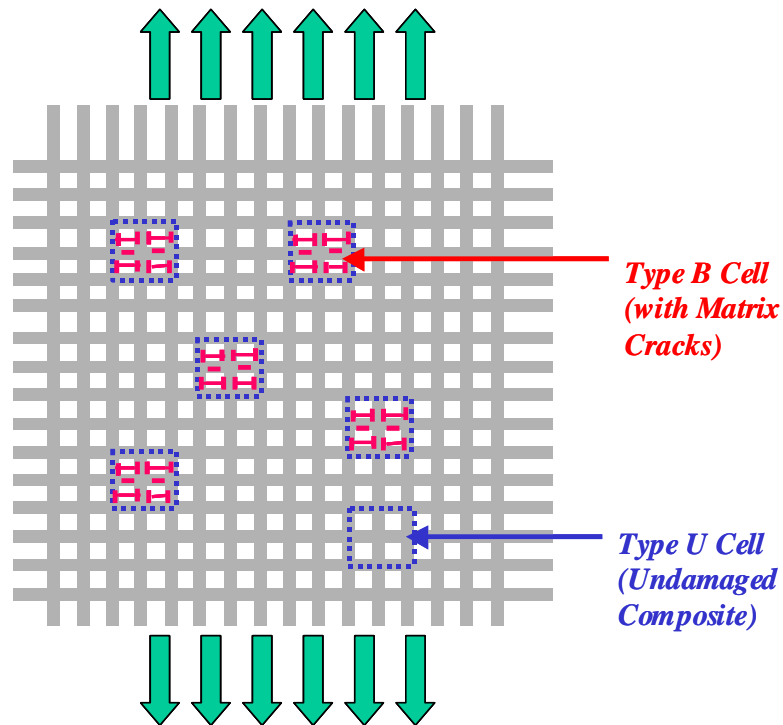 Type B Cell
(with Matrix
Cracks)
Type U Cell
(Undamaged
Composite)